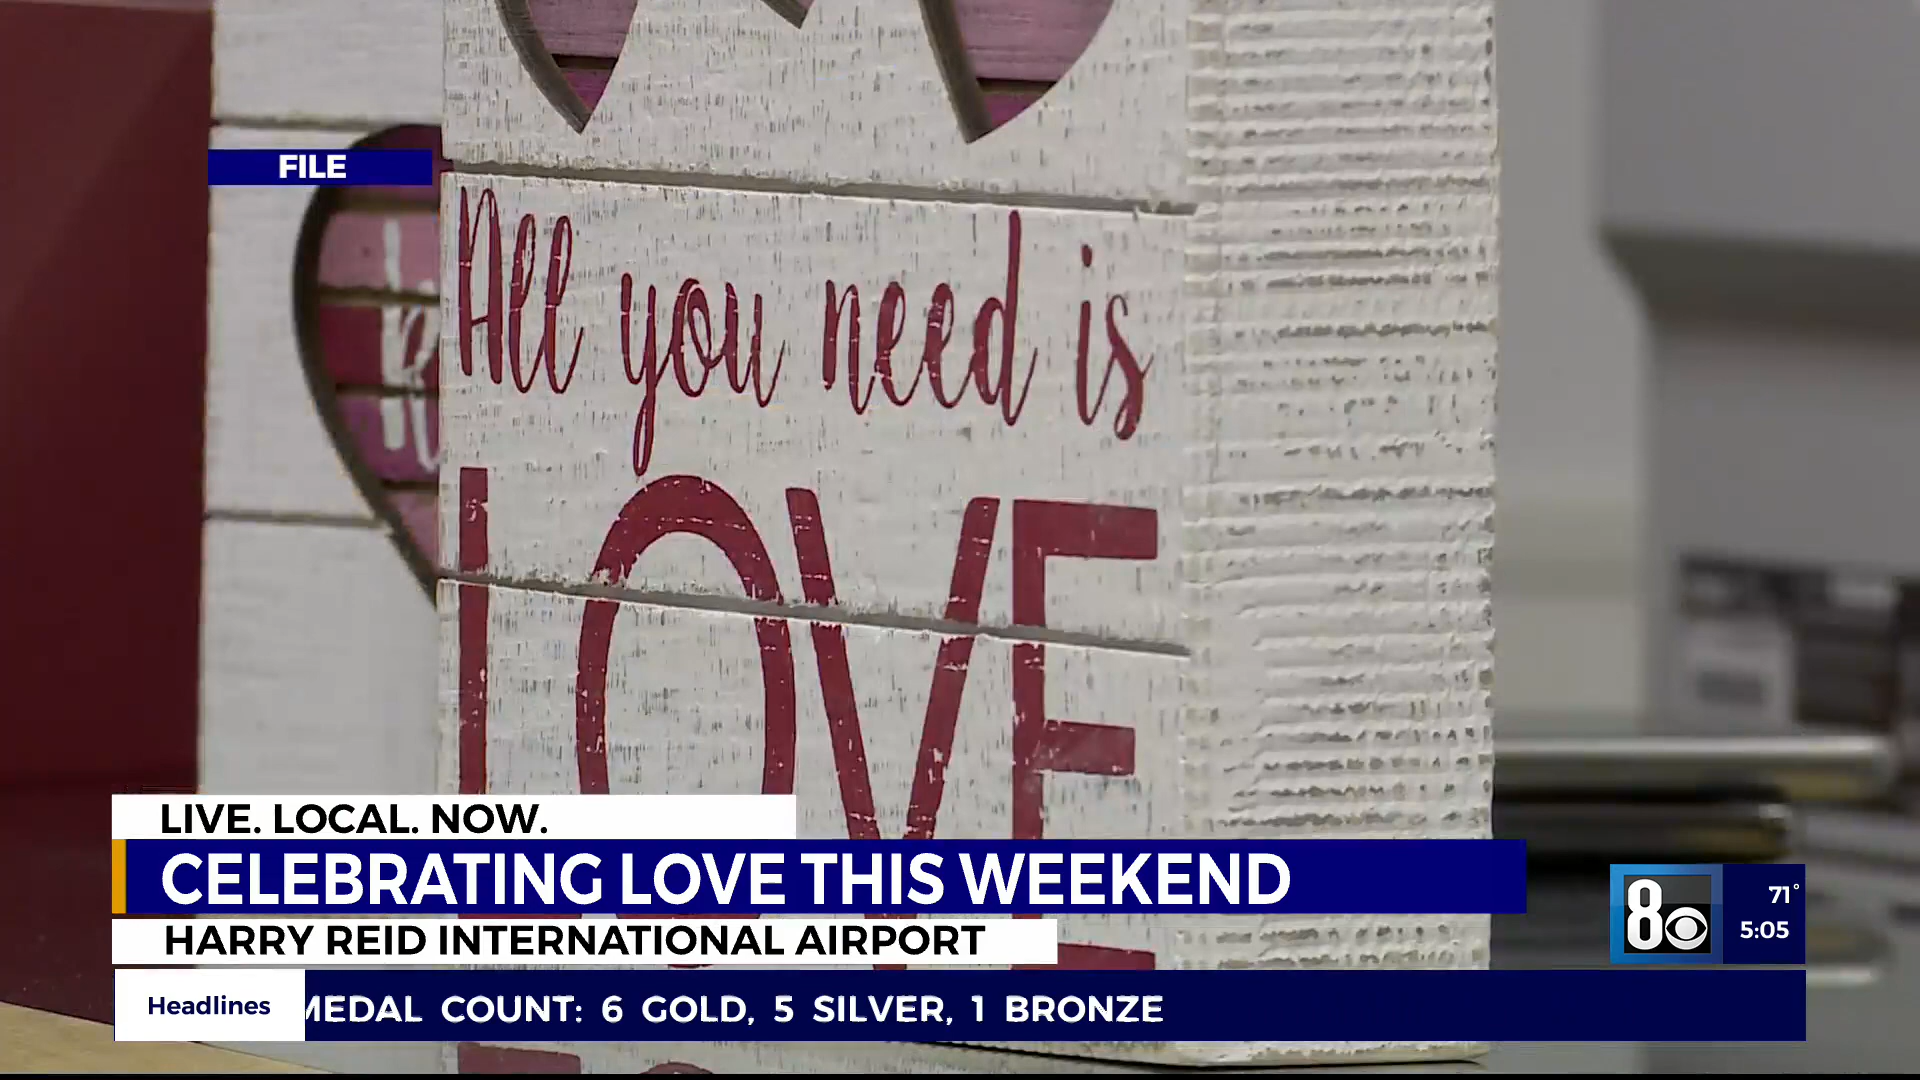 FILE
All you need is
LOVE
LIVE. LOCAL. NOW.
CELEBRATING LOVE THIS WEEKEND
HARRY REID INTERNATIONAL AIRPORT
8
71°
5:05
Headlines
MEDAL COUNT: 6 GOLD, 5 SILVER, 1 BRONZE